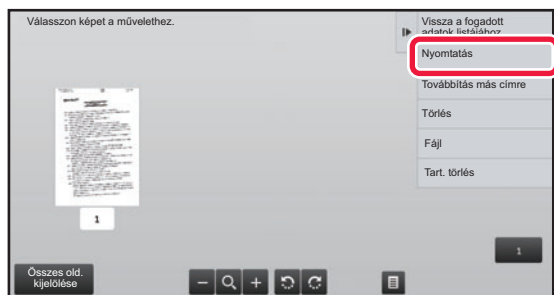 Válasszon képet a művelethez.
Vissza a fogadott
adatok listájához
Nyomtatás
Továbbítás más címre
Törlés
Fájl
Tart. törlés
1
1
Összes old.
kijelölése